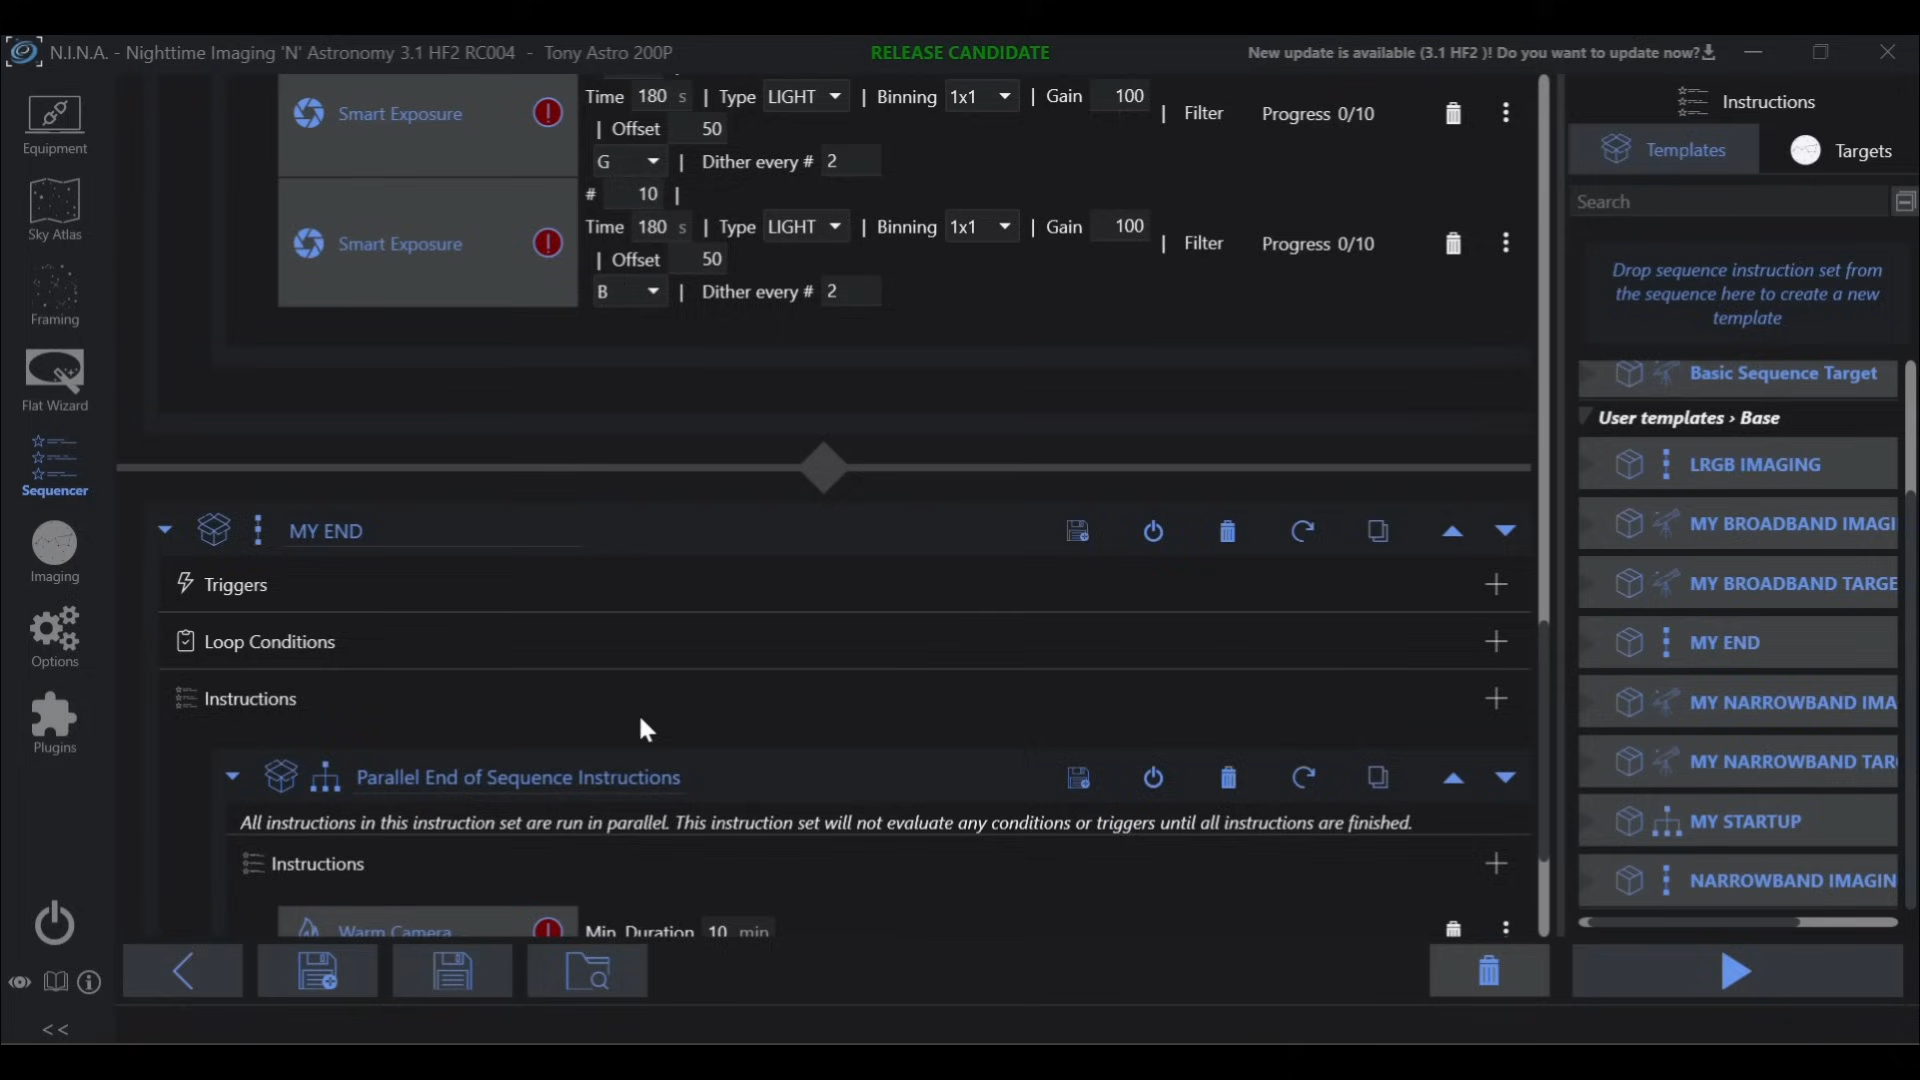 N.I.N.A. - Nighttime Imaging 'N' Astronomy 3.1 HF2 RC004 - Tony Astro 200P
RELEASE CANDIDATE
New update is available (3.1 HF2 )! Do you want to update now?
Equipment
Sky Atlas
Framing
Flat Wizard
Sequencer
Imaging
Options
Plugins
<<
Smart Exposure
Time 180 s | Type LIGHT | Binning 1x1 | Gain 100
| Offset 50
| Filter Progress 0/10
G | Dither every # 2
# 10 |
Smart Exposure
Time 180 s | Type LIGHT | Binning 1x1 | Gain 100
| Offset 50
| Filter Progress 0/10
B | Dither every # 2
MY END
Triggers
Loop Conditions
Instructions
Parallel End of Sequence Instructions
All instructions in this instruction set are run in parallel. This instruction set will not evaluate any conditions or triggers until all instructions are finished.
Instructions
Warm Camera Min. Duration 10 min
Instructions
Templates
Targets
Search
Drop sequence instruction set from
the sequence here to create a new
template
Basic Sequence Target
User templates › Base
LRGB IMAGING
MY BROADBAND IMAGI
MY BROADBAND TARGE
MY END
MY NARROWBAND IMA
MY NARROWBAND TAR
MY STARTUP
NARROWBAND IMAGIN